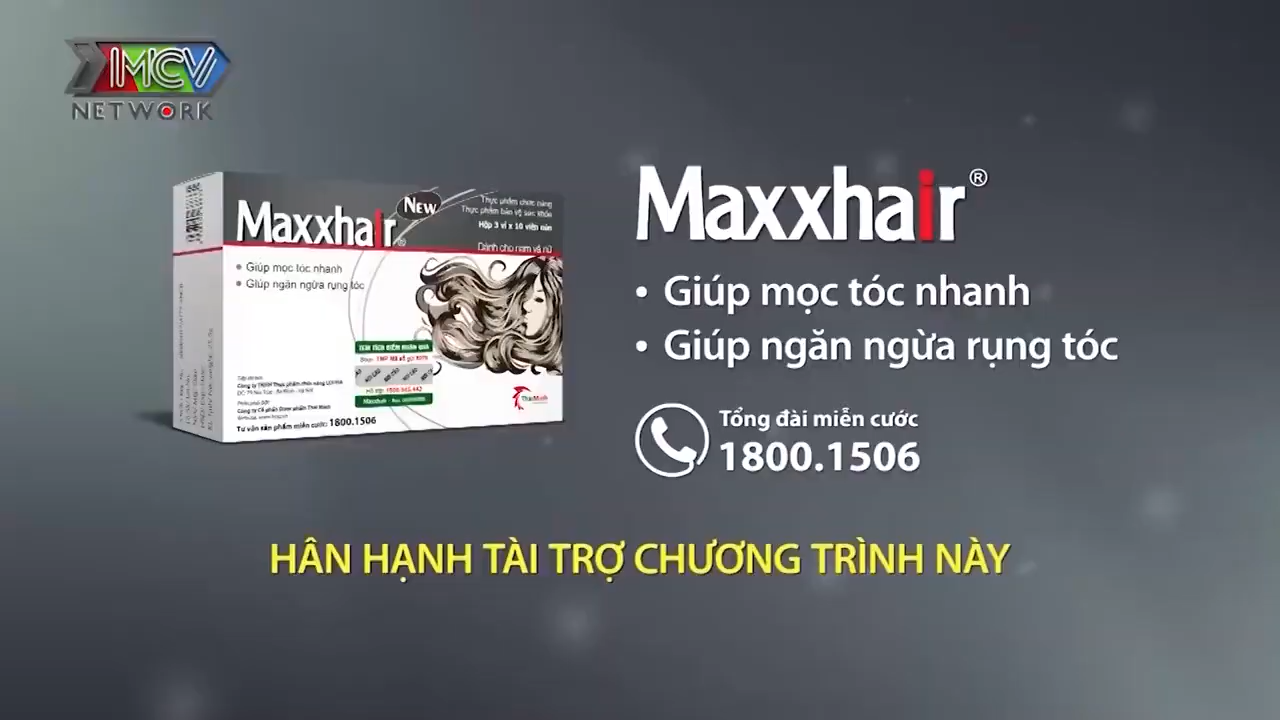 MCV
NETWORK
Maxxhair
NEW
Thực phẩm chức năng
Thực phẩm bảo vệ sức khỏe
Hộp 3 vỉ x 10 viên nén
Dành cho nam và nữ
• Giúp mọc tóc nhanh
• Giúp ngăn ngừa rụng tóc
Tư vấn sản phẩm miễn cước: 1800.1506
Maxxhair®
• Giúp mọc tóc nhanh
• Giúp ngăn ngừa rụng tóc
Tổng đài miễn cước
1800.1506
HÂN HẠNH TÀI TRỢ CHƯƠNG TRÌNH NÀY